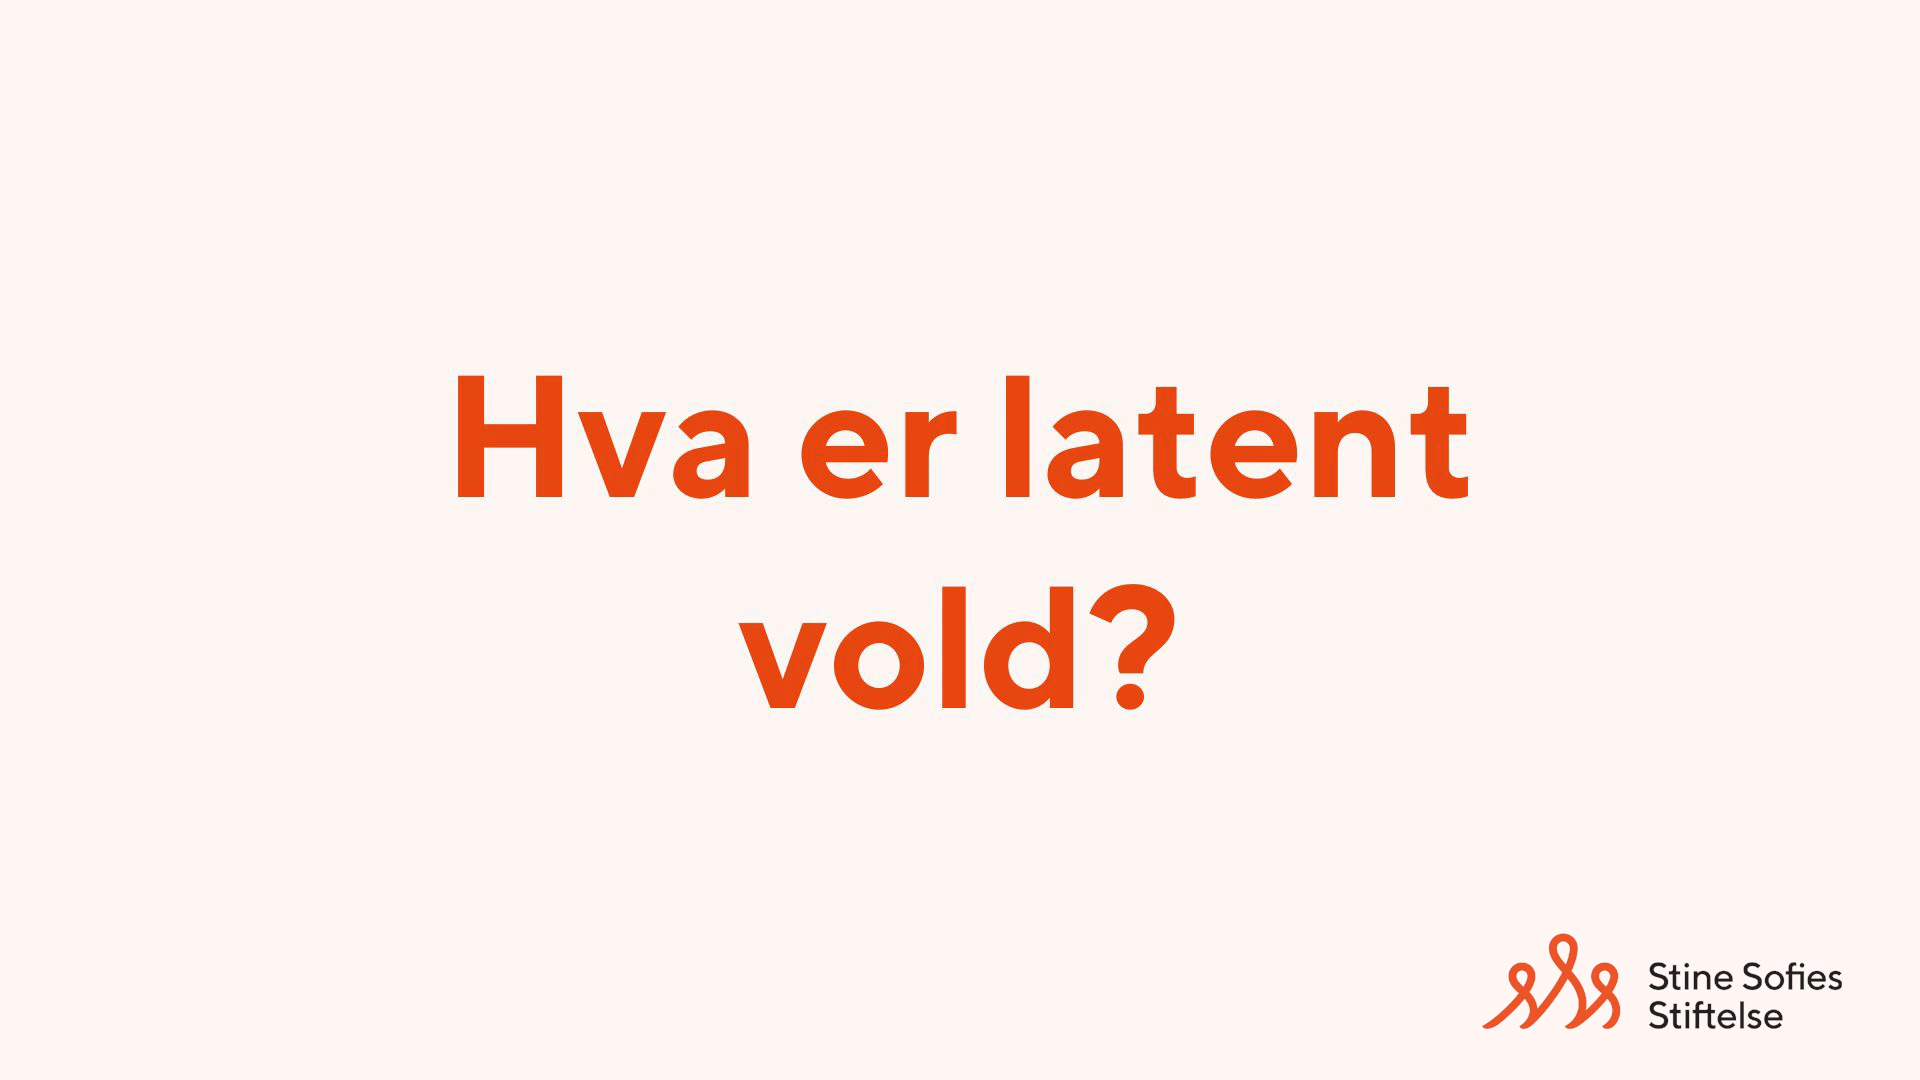 Hva er latent
vold?
Stine Sofies
Stiftelse